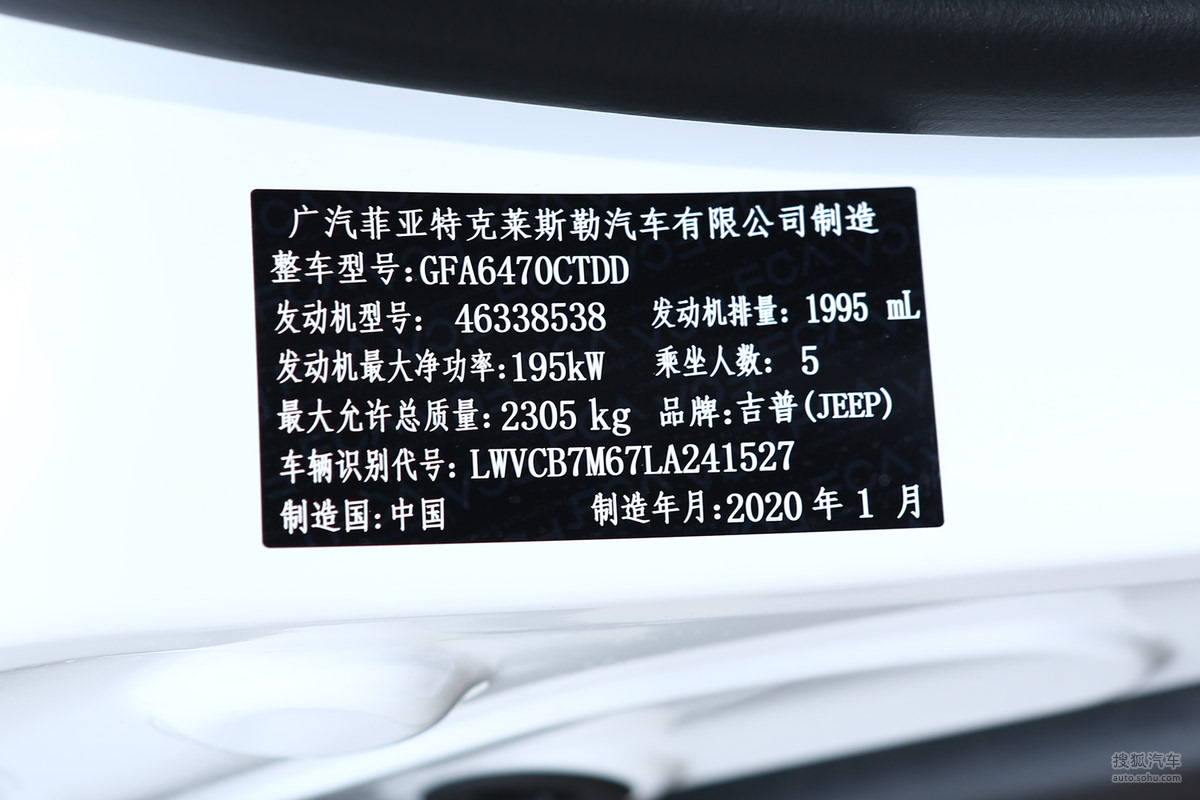 广汽菲亚特克莱斯勒汽车有限公司制造
整车型号:GFA6470CTDD
发动机型号: 46338538 发动机排量: 1995 mL
发动机最大净功率:195kW 乘坐人数: 5
最大允许总质量: 2305 kg 品牌:吉普(JEEP)
车辆识别代号: LWVCB7M67LA241527
制造国:中国 制造年月:2020 年 1 月
搜狐汽车
auto.sohu.com